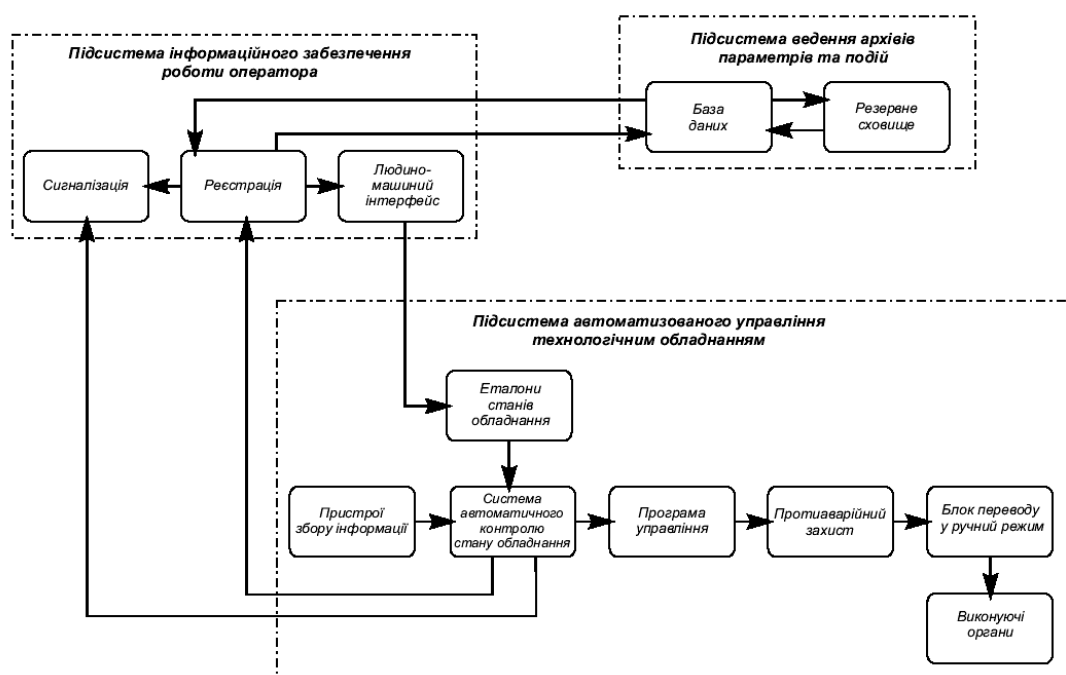 Підсистема інформаційного забезпечення
роботи оператора
Підсистема ведення архівів
параметрів та подій
База
даних
Резервне
сховище
Сигналізація
Реєстрація
Людино-
машиний
інтерфейс
Підсистема автоматизованого управління
технологічним обладнанням
Еталони
станів
обладнання
Пристрої
збору інформації
Система
автоматичного
контролю
стану обладнання
Програма
управління
Протиаварійний
захист
Блок переводу
у ручний режим
Виконуючі
органи